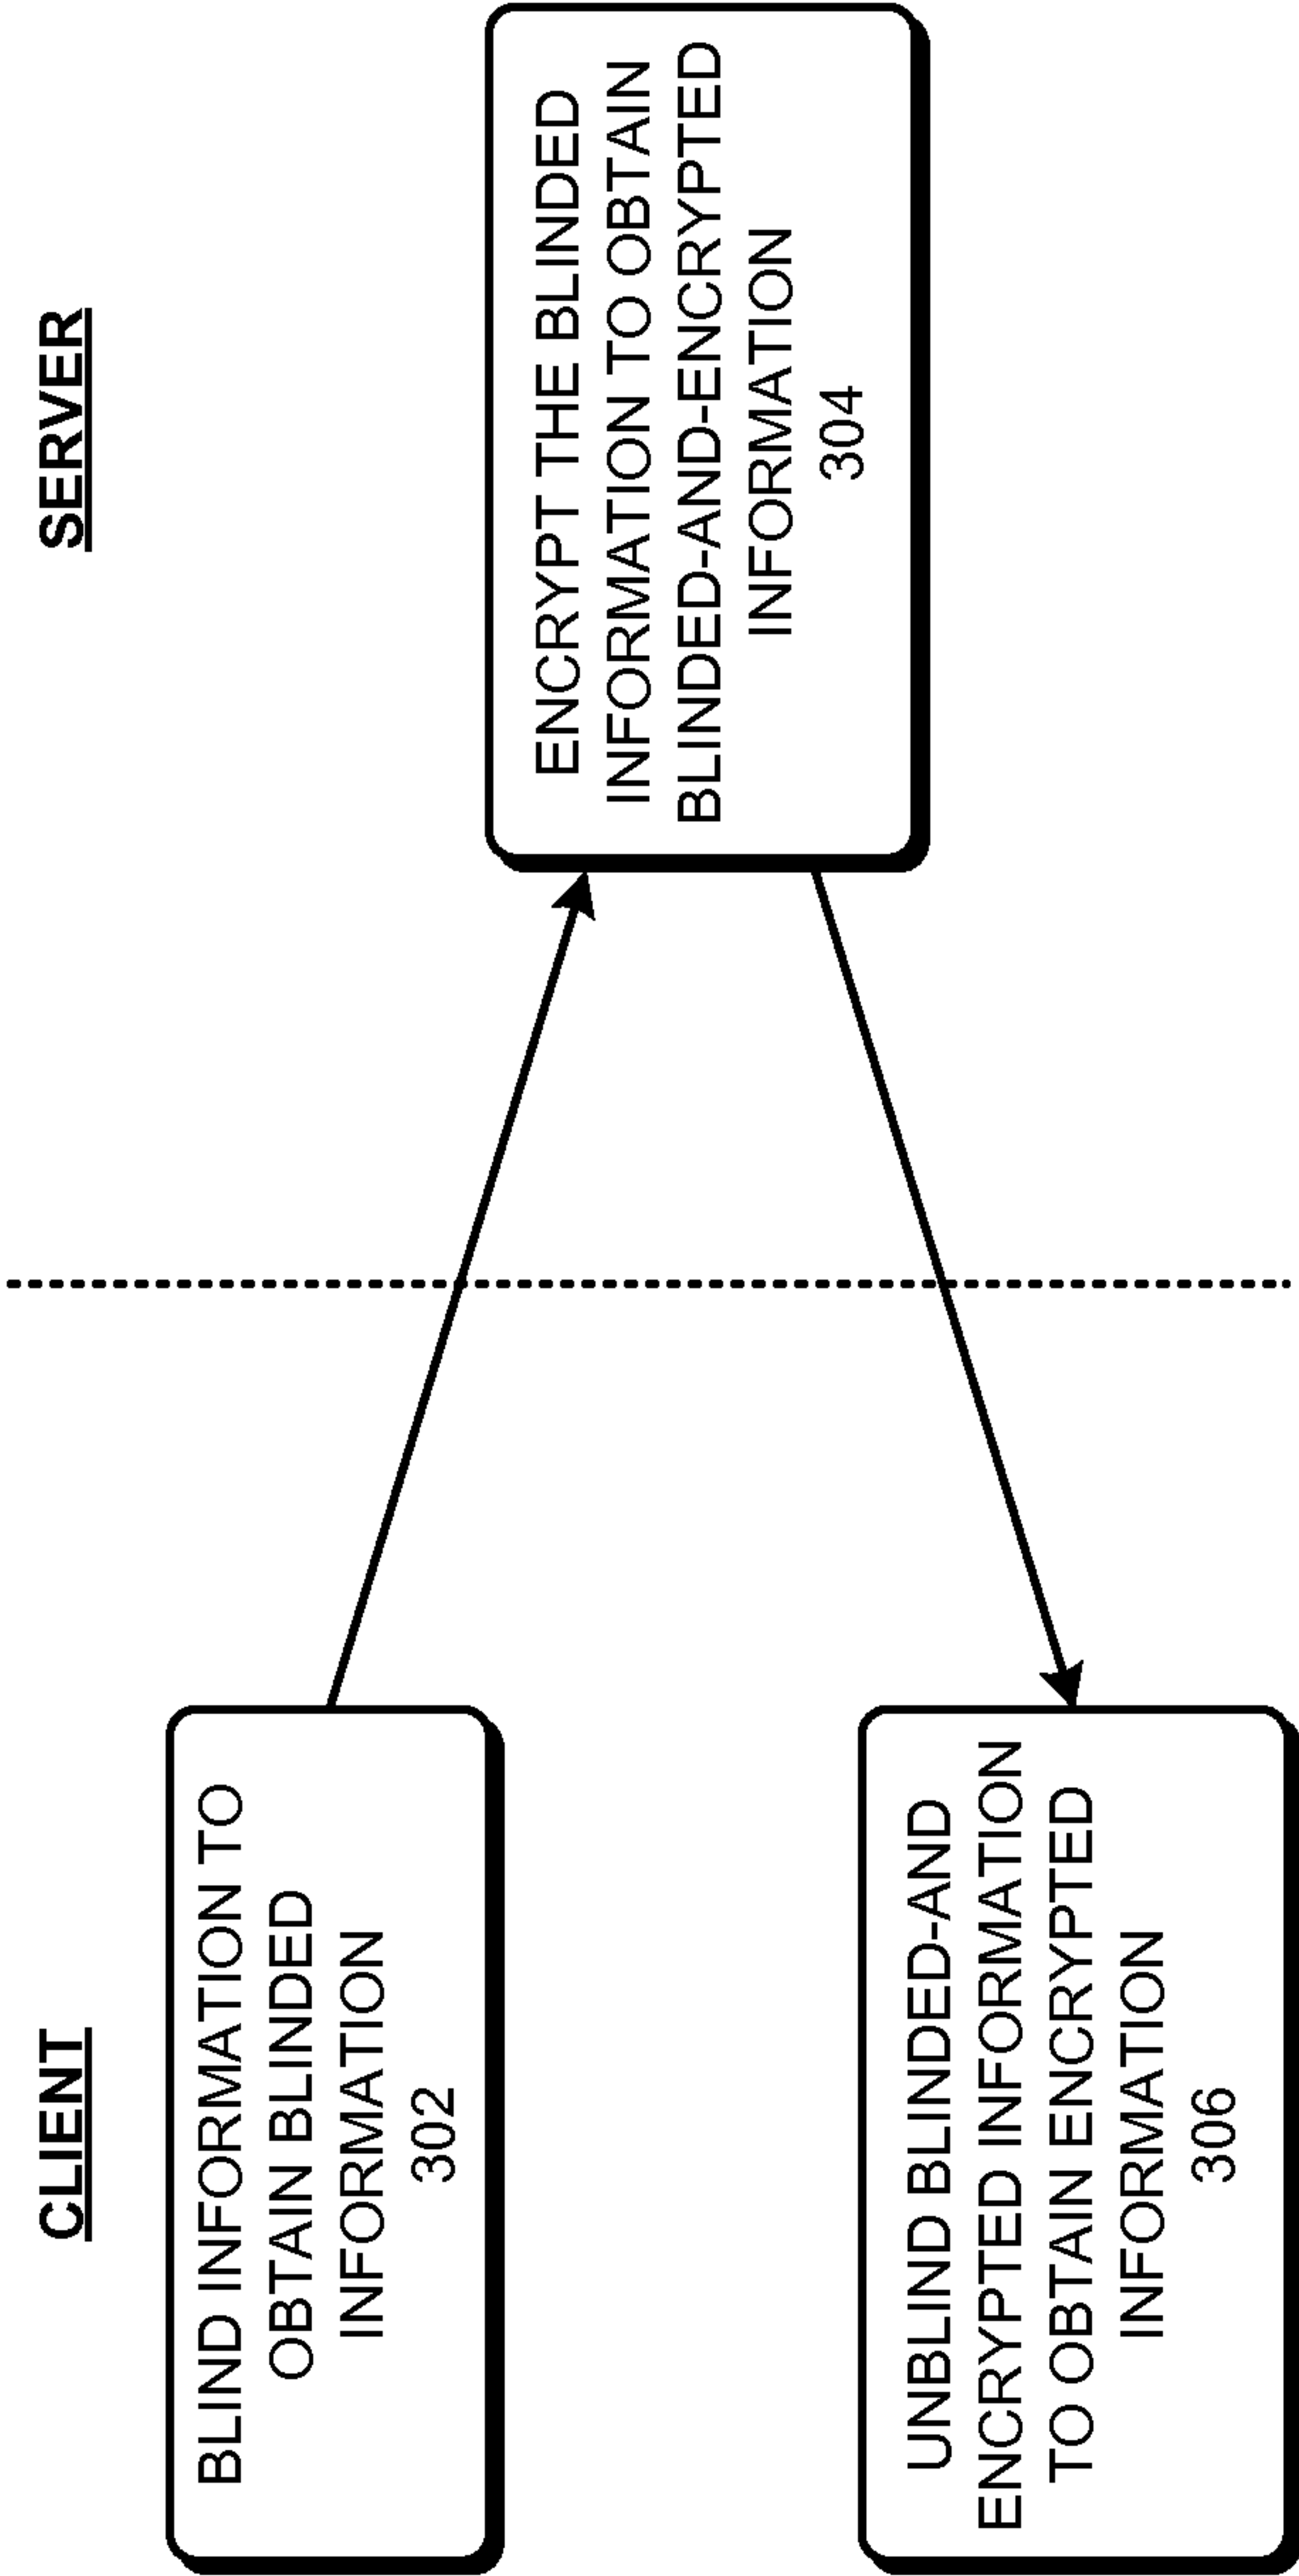 CLIENT
SERVER
BLIND INFORMATION TO
OBTAIN BLINDED
INFORMATION
302
ENCRYPT THE BLINDED
INFORMATION TO OBTAIN
BLINDED-AND-ENCRYPTED
INFORMATION
304
UNBLIND BLINDED-AND
ENCRYPTED INFORMATION
TO OBTAIN ENCRYPTED
INFORMATION
306